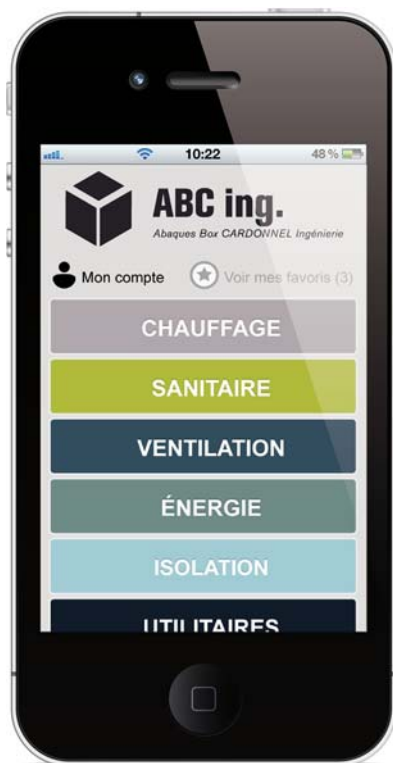 10:22 48 %
ABC ing.
Abaques Box CARDONNEL Ingénierie
Mon compte Voir mes favoris (3)
CHAUFFAGE
SANITAIRE
VENTILATION
ÉNERGIE
ISOLATION
UTILITAIRES